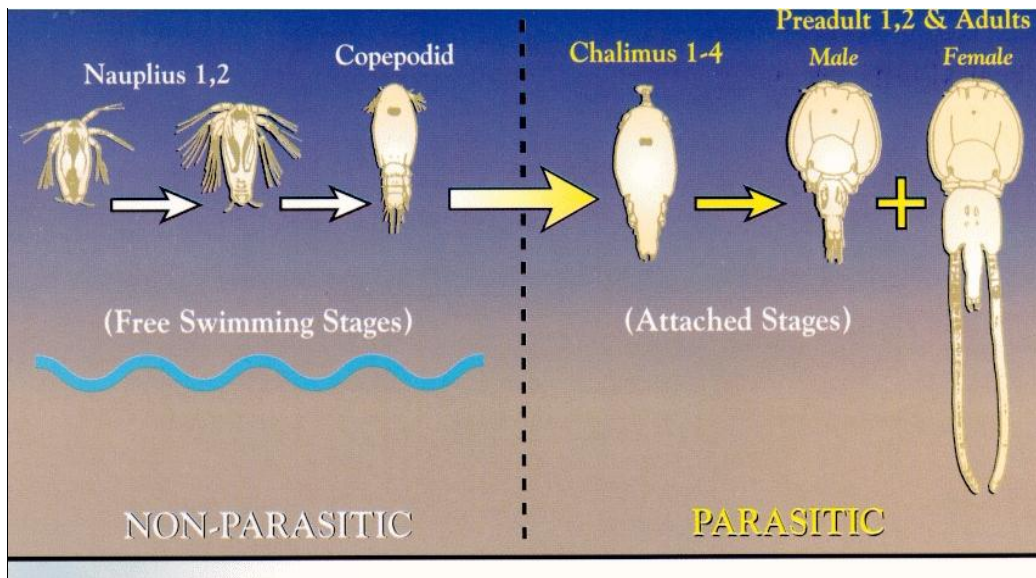 Nauplius 1,2
Copepodid
Chalimus 1-4
Preadult 1,2 & Adults
Male
Female
(Free Swimming Stages)
(Attached Stages)
NON-PARASITIC
PARASITIC